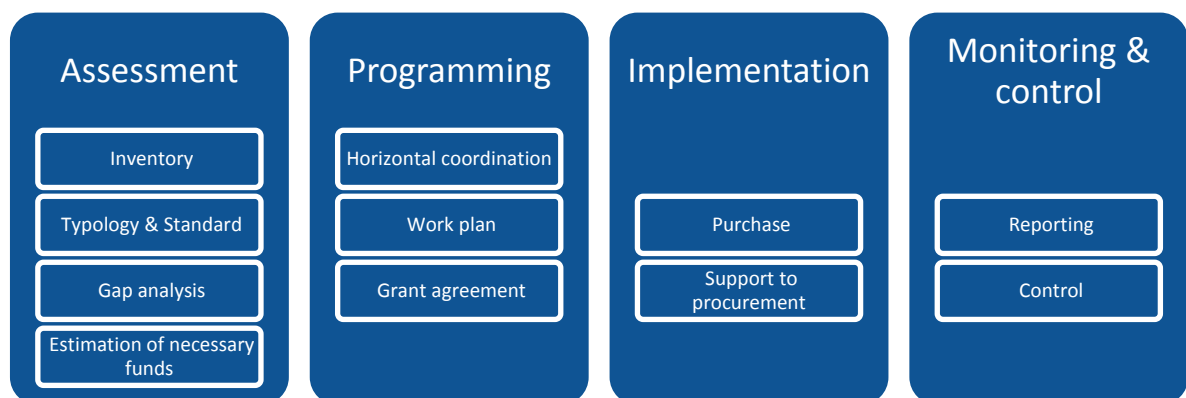 Assessment
Inventory
Typology & Standard
Gap analysis
Estimation of necessary
funds
Programming
Horizontal coordination
Work plan
Grant agreement
Implementation
Purchase
Support to
procurement
Monitoring &
control
Reporting
Control